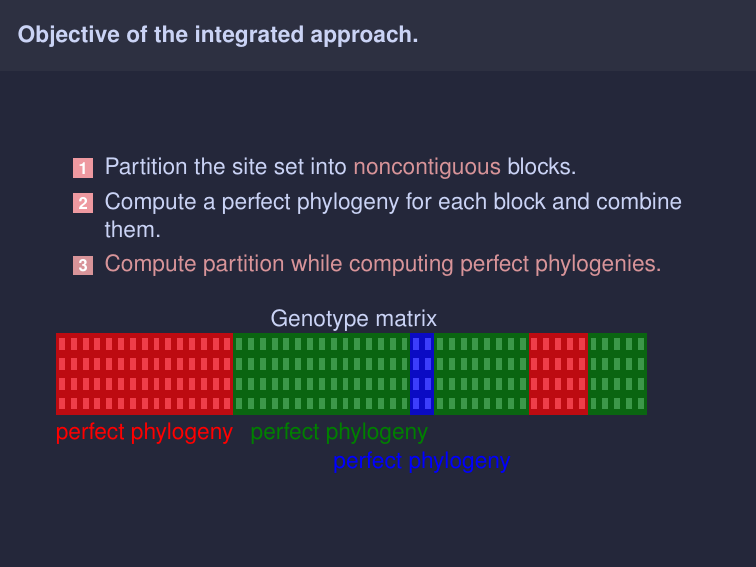 Objective of the integrated approach.
1 Partition the site set into noncontiguous blocks.
2 Compute a perfect phylogeny for each block and combine
them.
3 Compute partition while computing perfect phylogenies.
Genotype matrix
perfect phylogeny perfect phylogeny
perfect phylogeny